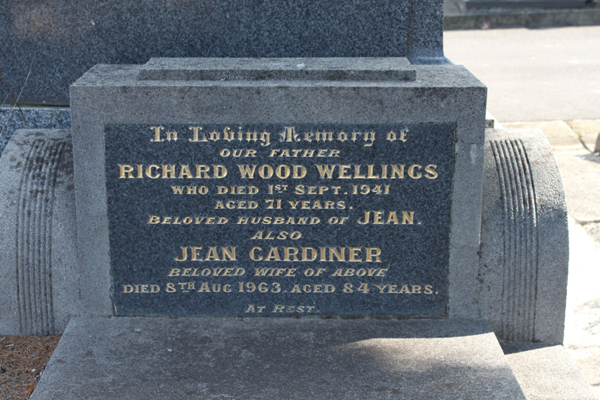 In Loving Memory of
OUR FATHER
RICHARD WOOD WELLINGS
WHO DIED 1ST SEPT. 1941
AGED 71 YEARS.
BELOVED HUSBAND OF JEAN.
ALSO
JEAN CARDINER
BELOVED WIFE OF ABOVE
DIED 8TH AUG 1963. AGED 84 YEARS.
AT REST.